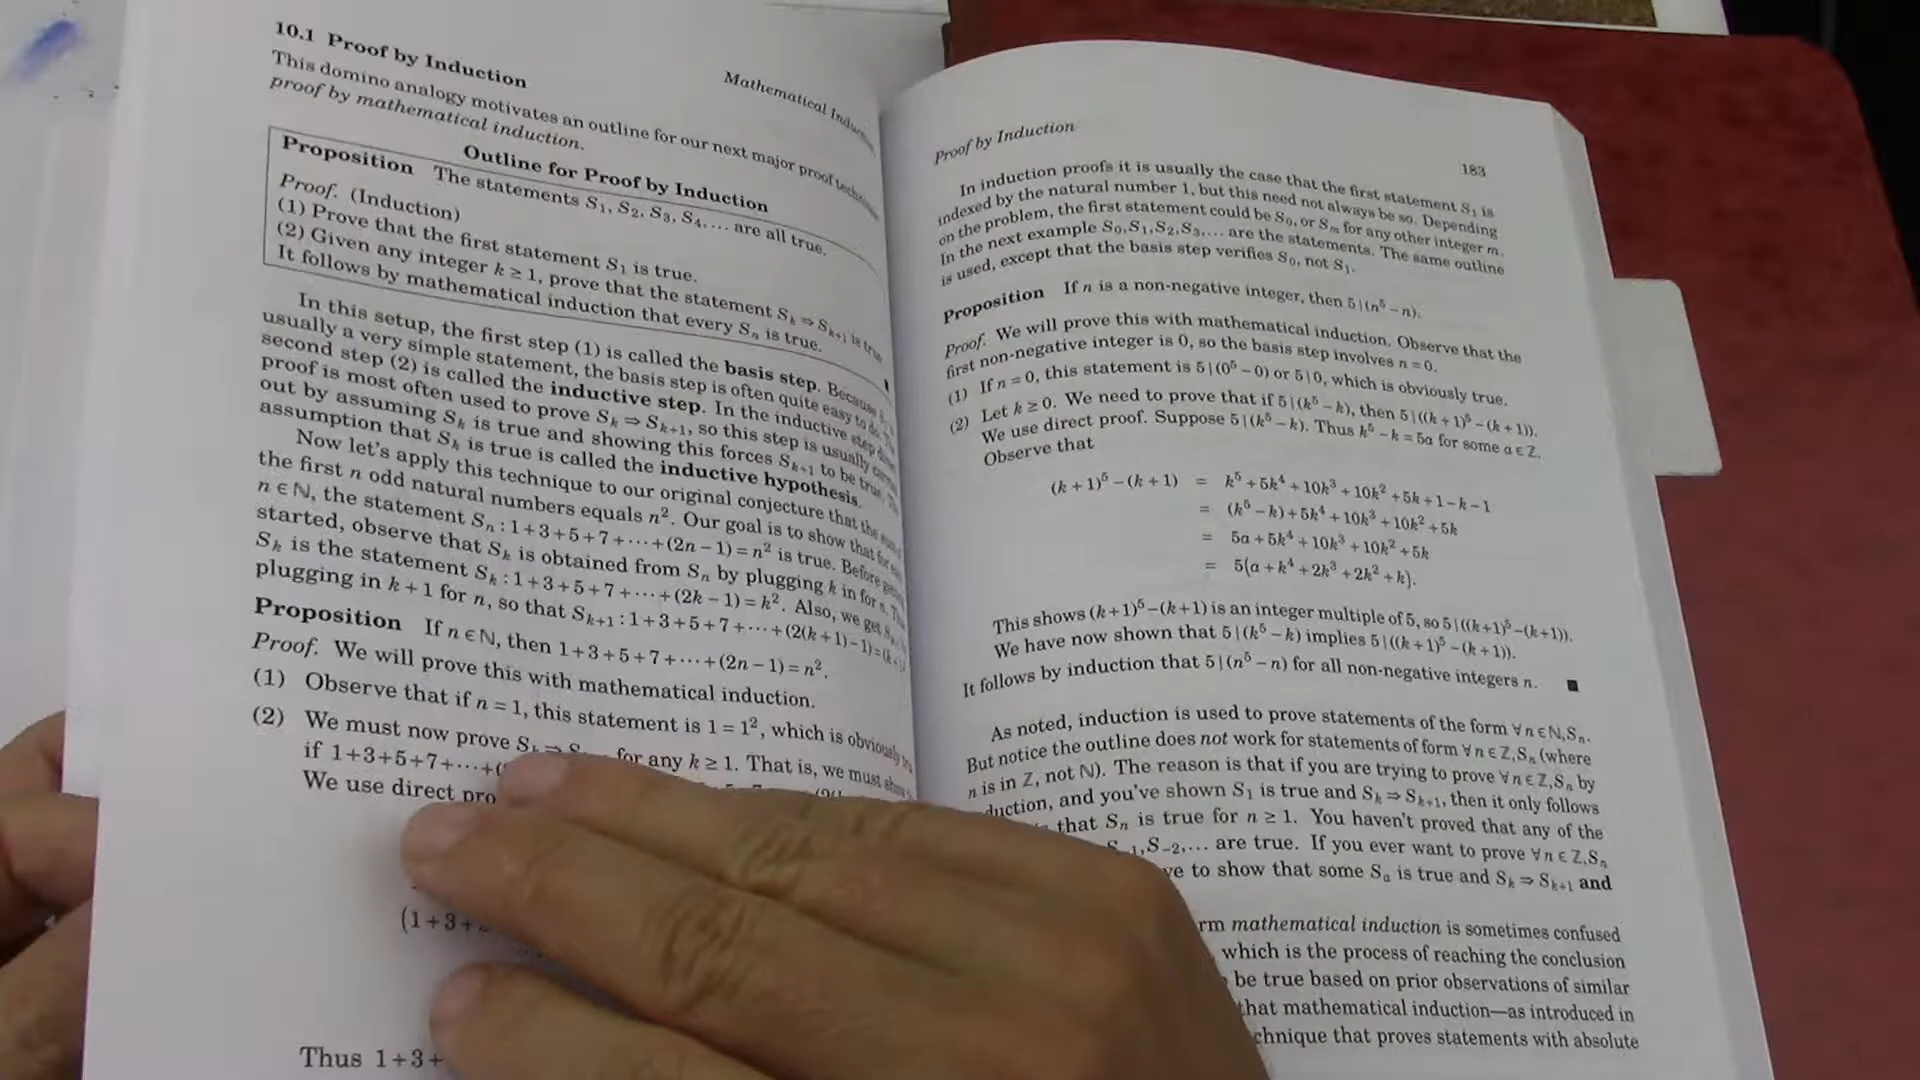 10.1 Proof by Induction
Mathematical
This domino analogy motivates an outline for our next major proof
proof by mathematical induction.
Outline for Proof by Induction
Proposition The statements S₁, S₂, S₃, S₄, … are all true.
Proof. (Induction)
(1) Prove that the first statement S₁ is true.
(2) Given any integer k ≥ 1, prove that the statement Sₖ ⇒ Sₖ₊₁ is true
It follows by mathematical induction that every Sₙ is true.
In this setup, the first step (1) is called the basis step. Because
usually a very simple statement, the basis step is often quite easy to do.
second step (2) is called the inductive step. In the inductive step
proof is most often used to prove Sₖ ⇒ Sₖ₊₁, so this step is usually
out by assuming Sₖ is true and showing this forces Sₖ₊₁ to be true.
assumption that Sₖ is true is called the inductive hypothesis.
Now let's apply this technique to our original conjecture that the
the first n odd natural numbers equals n². Our goal is to show that for
n ∈ ℕ, the statement Sₙ : 1+3+5+7+⋯+(2n−1) = n² is true. Before
started, observe that Sₖ is obtained from Sₙ by plugging k in for n.
Sₖ is the statement Sₖ : 1+3+5+7+⋯+(2k−1) = k². Also, we get
plugging in k+1 for n, so that Sₖ₊₁ : 1+3+5+7+⋯+(2(k+1)−1) =
Proposition If n ∈ ℕ, then 1+3+5+7+⋯+(2n−1) = n².
Proof. We will prove this with mathematical induction.
(1) Observe that if n = 1, this statement is 1 = 1², which is obviously
(2) We must now prove Sₖ ⇒ for any k ≥ 1. That is, we must show
if 1+3+5+7+⋯+(
We use direct
(1+3+
Thus 1+3+
Proof by Induction
183
In induction proofs it is usually the case that the first statement S₁ is
indexed by the natural number 1, but this need not always be so. Depending
on the problem, the first statement could be S₀, or Sₘ for any other integer m.
In the next example S₀,S₁,S₂,S₃,… are the statements. The same outline
is used, except that the basis step verifies S₀, not S₁.
Proposition If n is a non-negative integer, then 5|(n⁵ − n).
Proof. We will prove this with mathematical induction. Observe that the
first non-negative integer is 0, so the basis step involves n = 0.
(1) If n = 0, this statement is 5|(0⁵ − 0) or 5|0, which is obviously true.
(2) Let k ≥ 0. We need to prove that if 5|(k⁵ − k), then 5|((k+1)⁵ − (k+1)).
We use direct proof. Suppose 5|(k⁵ − k). Thus k⁵ − k = 5a for some a ∈ ℤ.
Observe that
(k+1)⁵ − (k+1) = k⁵ + 5k⁴ + 10k³ + 10k² + 5k + 1 − k − 1
= (k⁵ − k) + 5k⁴ + 10k³ + 10k² + 5k
= 5a + 5k⁴ + 10k³ + 10k² + 5k
= 5(a + k⁴ + 2k³ + 2k² + k).
This shows (k+1)⁵−(k+1) is an integer multiple of 5, so 5|((k+1)⁵−(k+1)).
We have now shown that 5|(k⁵ − k) implies 5|((k+1)⁵ − (k+1)).
It follows by induction that 5|(n⁵ − n) for all non-negative integers n. ■
As noted, induction is used to prove statements of the form ∀n∈ℕ,Sₙ.
But notice the outline does not work for statements of form ∀n∈ℤ,Sₙ (where
n is in ℤ, not ℕ). The reason is that if you are trying to prove ∀n∈ℤ,Sₙ by
duction, and you've shown S₁ is true and Sₖ ⇒ Sₖ₊₁, then it only follows
that Sₙ is true for n ≥ 1. You haven't proved that any of the
S₋₁,S₋₂,… are true. If you ever want to prove ∀n∈ℤ,Sₙ
to show that some Sₐ is true and Sₖ ⇒ Sₖ₊₁ and
rm mathematical induction is sometimes confused
which is the process of reaching the conclusion
be true based on prior observations of similar
that mathematical induction—as introduced in
chnique that proves statements with absolute